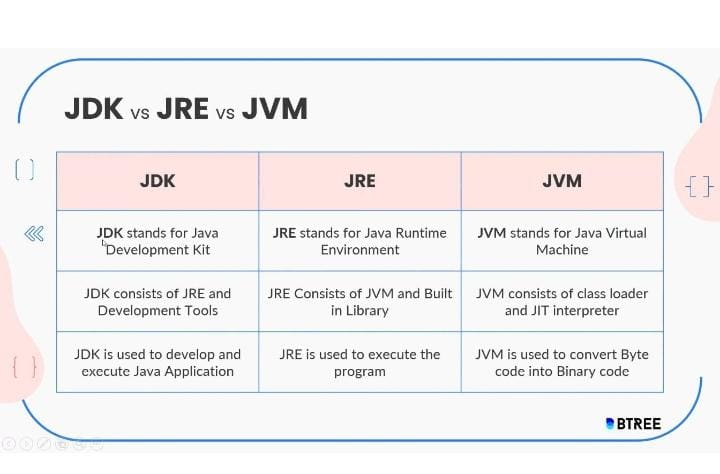 JDK vs JRE vs JVM
JDK
JRE
JVM
JDK stands for Java
Development Kit
JRE stands for Java Runtime
Environment
JVM stands for Java Virtual
Machine
JDK consists of JRE and
Development Tools
JRE Consists of JVM and Built
in Library
JVM consists of class loader
and JIT interpreter
JDK is used to develop and
execute Java Application
JRE is used to execute the
program
JVM is used to convert Byte
code into Binary code
BTREE